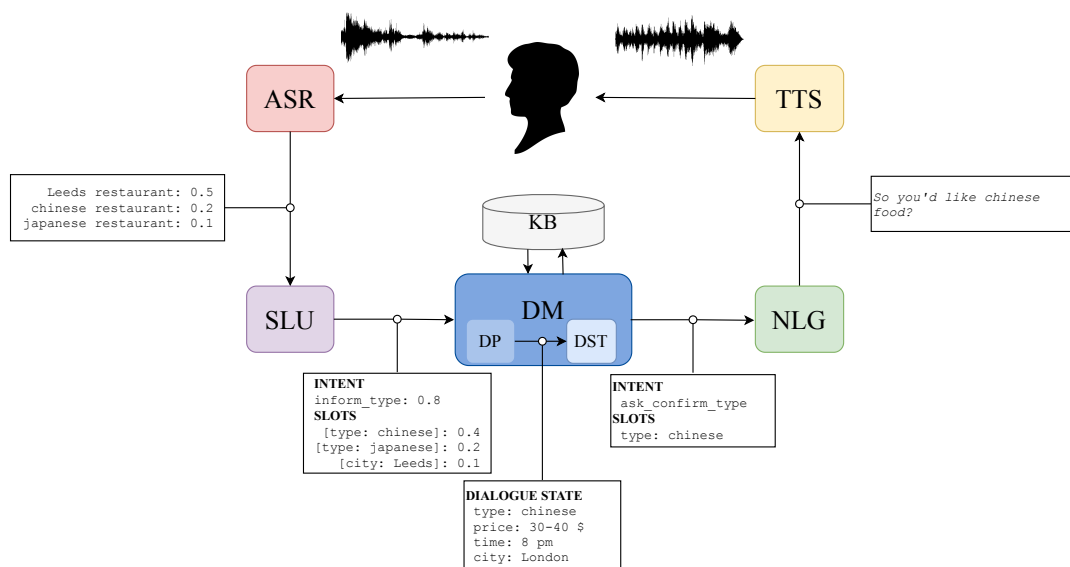 ASR
TTS
Leeds restaurant: 0.5
chinese restaurant: 0.2
japanese restaurant: 0.1
KB
So you'd like chinese
food?
SLU
DM
DP
DST
NLG
INTENT
inform_type: 0.8
SLOTS
[type: chinese]: 0.4
[type: japanese]: 0.2
[city: Leeds]: 0.1
INTENT
ask_confirm_type
SLOTS
type: chinese
DIALOGUE STATE
type: chinese
price: 30-40 $
time: 8 pm
city: London